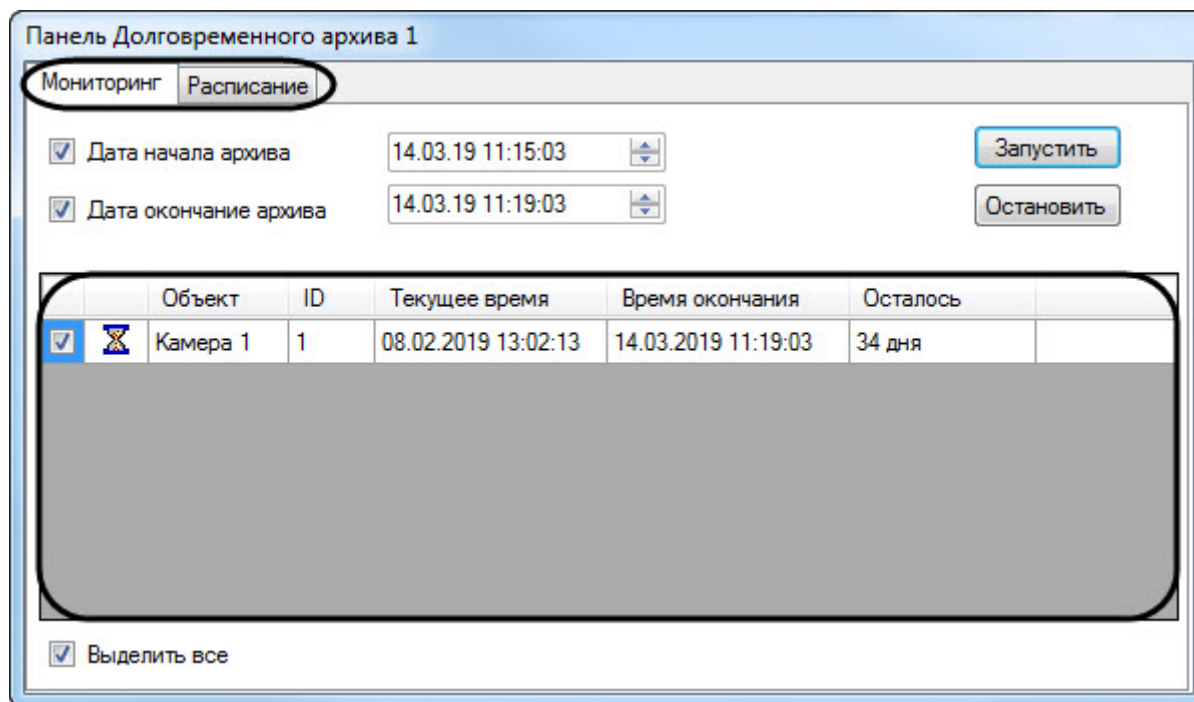 Панель Долговременного архива 1
Мониторинг Расписание
Дата начала архива 14.03.19 11:15:03 Запустить
Дата окончание архива 14.03.19 11:19:03 Остановить
Объект ID Текущее время Время окончания Осталось
Камера 1 1 08.02.2019 13:02:13 14.03.2019 11:19:03 34 дня
Выделить все